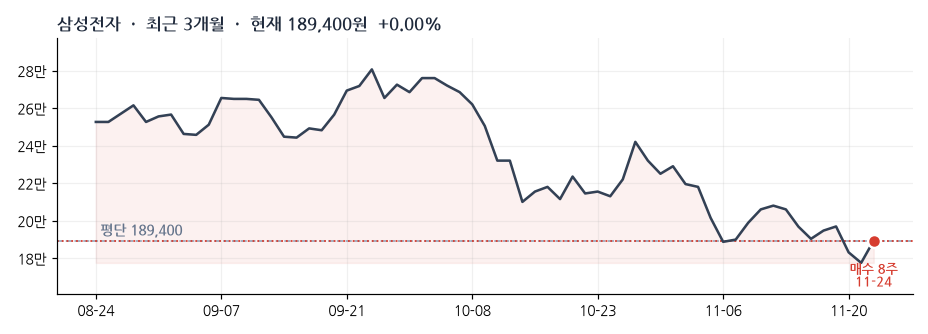 삼성전자 · 최근 3개월 · 현재 189,400원 +0.00%
28만
26만
24만
22만
20만
18만
평단 189,400
매수 8주
11-24
08-24 09-07 09-21 10-08 10-23 11-06 11-20